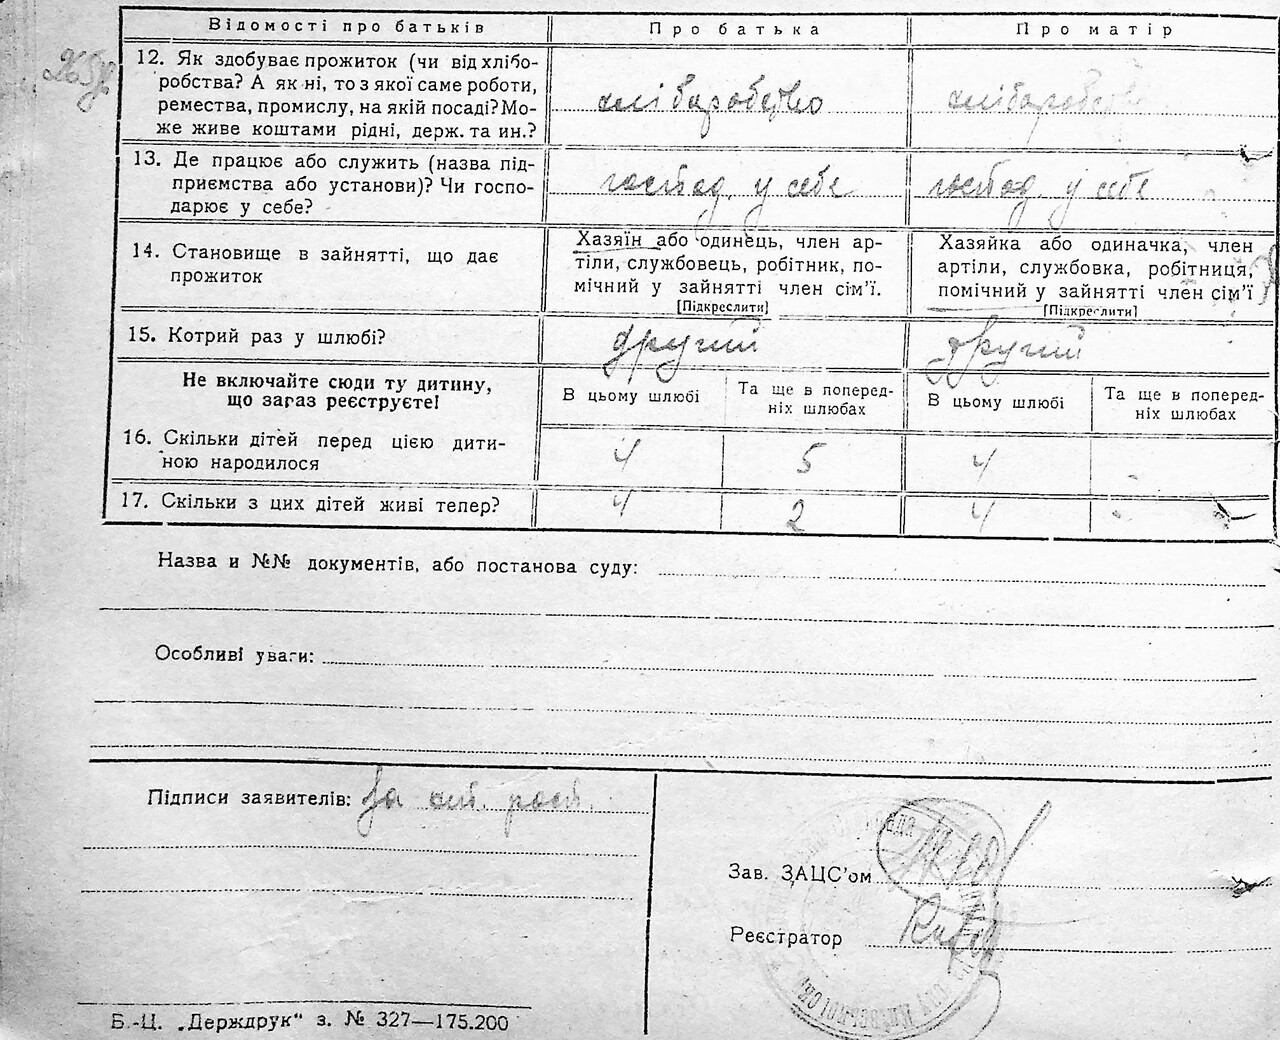 Відомості про батьків Про батька Про матір
12. Як здобуває прожиток (чи від хлібо-
робства? А як ні, то з якої саме роботи,
ремества, промислу, на якій посаді? Мо-
же живе коштами рідні, держ. та ин.?
хліборобство хліборобство
13. Де працює або служить (назва під-
приємства або установи)? Чи госпо-
дарює у себе?
господ. у себе господ. у себе
14. Становище в зайнятті, що дає
прожиток
Хазяїн або одинець, член ар-
тіли, службовець, робітник, по-
мічний у зайнятті член сім'ї.
[Підкреслити]
Хазяйка або одиначка, член
артіли, службовка, робітниця,
помічний у зайнятті член сім'ї
[Підкреслити]
15. Котрий раз у шлюбі? другий другий
Не включайте сюди ту дитину,
що загаз реєструєте!
В цьому шлюбі
Та ще в поперед-
ніх шлюбах
В цьому шлюбі
Та ще в поперед-
ніх шлюбах
16. Скільки дітей перед цією дити-
ною народилося
4 5 4 -
17. Скільки з цих дітей живі тепер? 4 2 4 -
Назва и №№ документів, або постанова суду:
Особливі уваги:
Підписи заявителів: За
Зав. ЗАЦС'ом
Реєстратор
Б.-Ц. „Держдрук" з. № 327—175.200